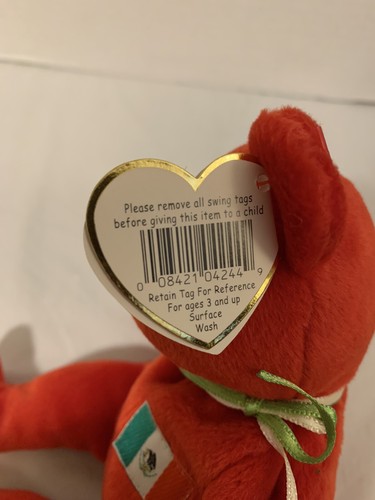 Please remove all swing tags
before giving this item to a child
0 08421 04244 9
Retain Tag For Reference
For ages 3 and up
Surface
Wash